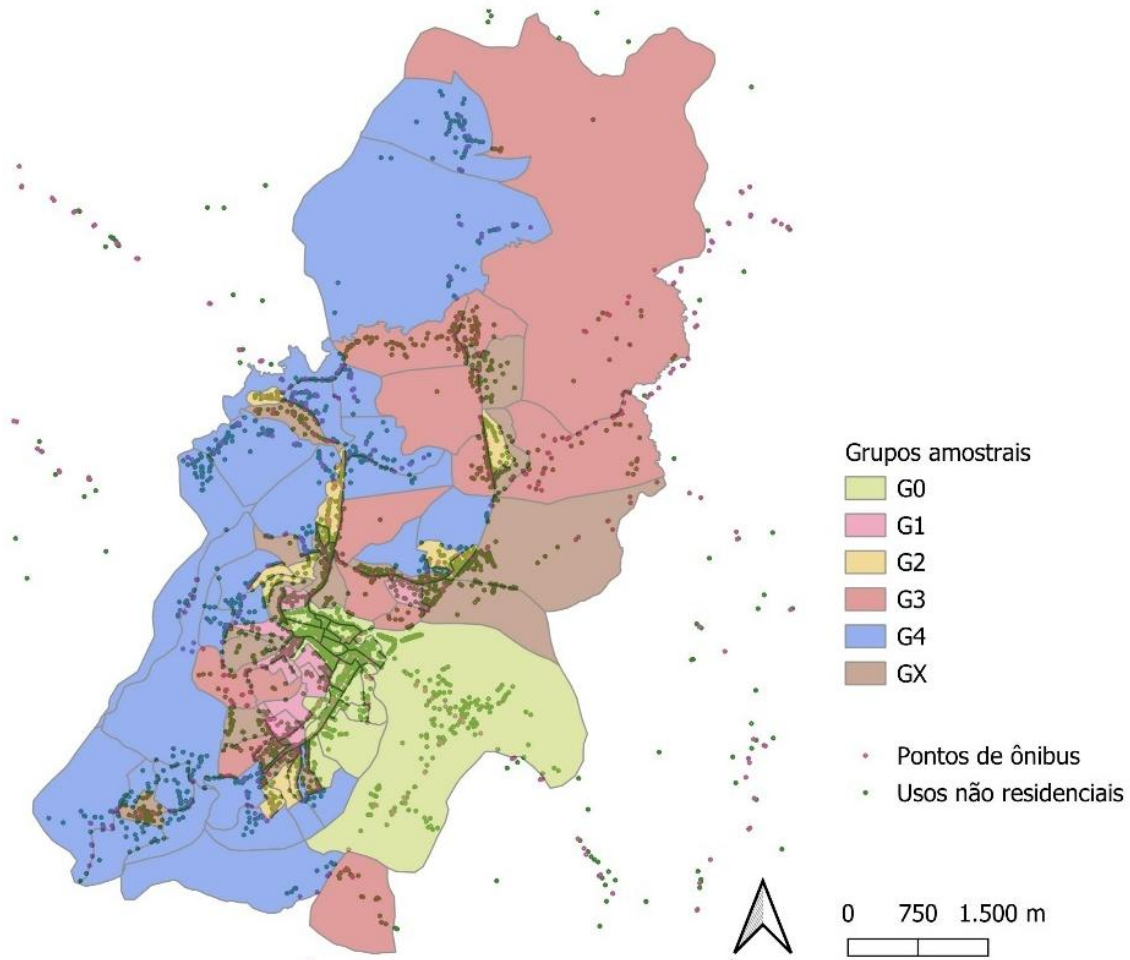 Grupos amostrais
G0
G1
G2
G3
G4
GX
Pontos de ônibus
Usos não residenciais
0 750 1.500 m